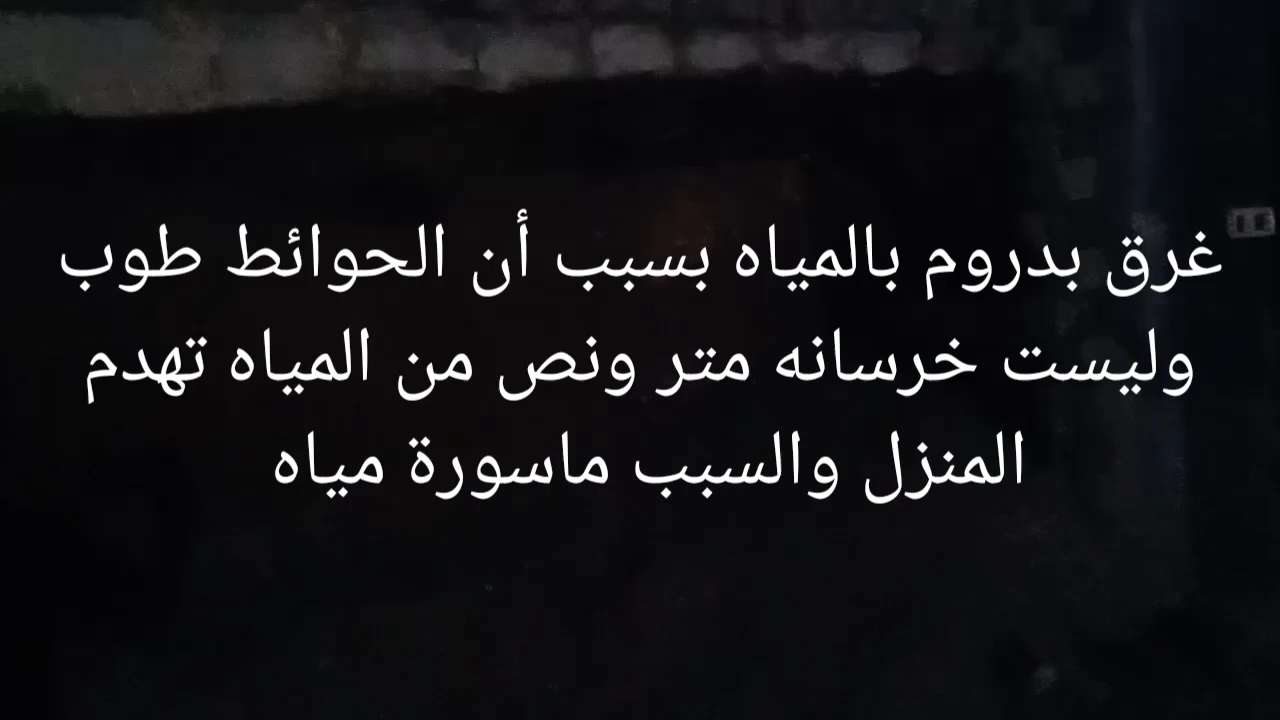 غرق بدروم بالمياه بسبب أن الحوائط طوب
وليست خرسانه متر ونص من المياه تهدم
المنزل والسبب ماسورة مياه